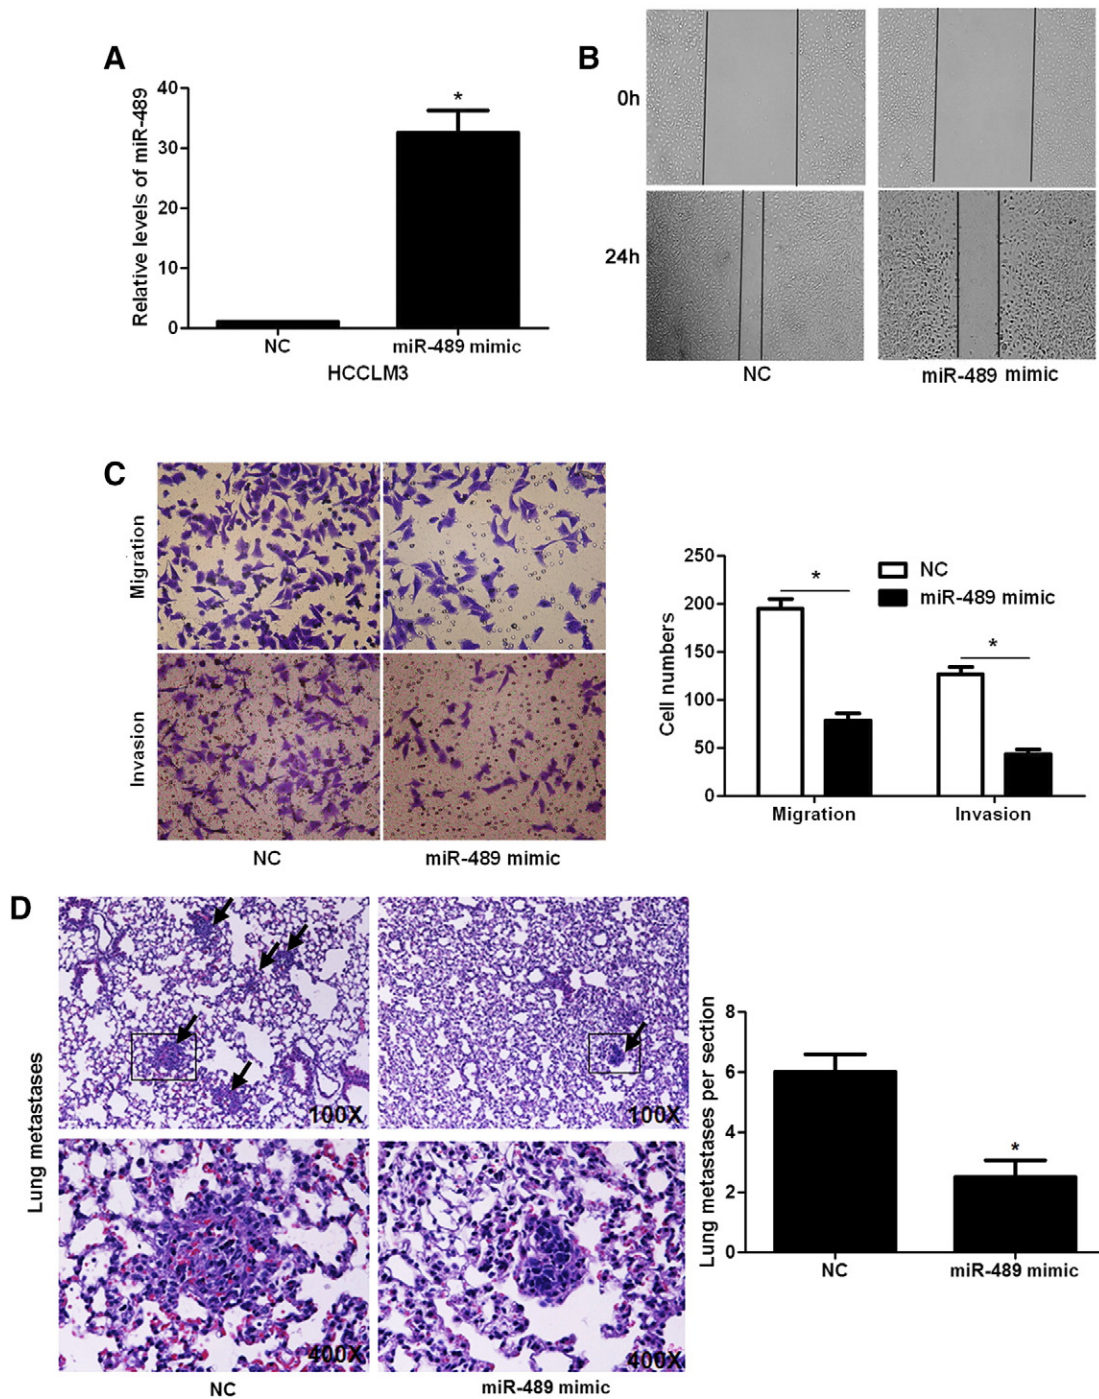 A
Relative levels of miR-489
40
30
20
10
0
*
NC
miR-489 mimic
HCCLM3
B
0h
24h
NC
miR-489 mimic
C
Migration
Invasion
NC
miR-489 mimic
Cell numbers
250
200
150
100
50
0
NC
miR-489 mimic
*
*
Migration
Invasion
D
Lung metastases
100X
100X
400X
400X
NC
miR-489 mimic
Lung metastases per section
8
6
4
2
0
*
NC
miR-489 mimic